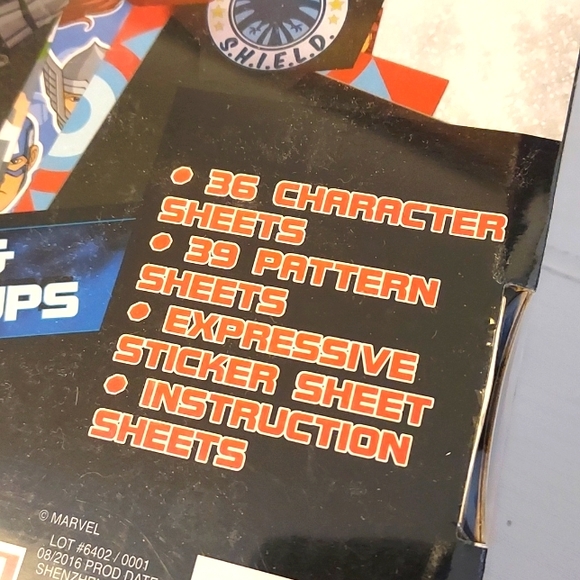 S.H.I.E.L.D.
• 36 CHARACTER
SHEETS
• 39 PATTERN
SHEETS
• EXPRESSIVE
STICKER SHEET
• INSTRUCTION
SHEETS
&
UPS
© MARVEL
LOT #6402 / 0001
08/2016 PROD DATE